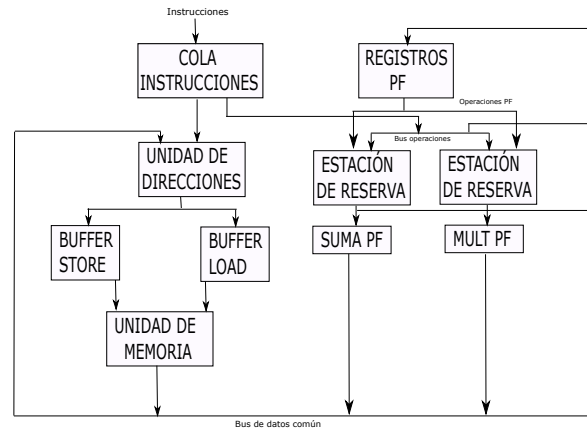 Instrucciones
COLA
INSTRUCCIONES
REGISTROS
PF
Operaciones PF
Bus operaciones
UNIDAD DE
DIRECCIONES
ESTACIÓN
DE RESERVA
ESTACIÓN
DE RESERVA
BUFFER
STORE
BUFFER
LOAD
SUMA PF
MULT PF
UNIDAD DE
MEMORIA
Bus de datos común